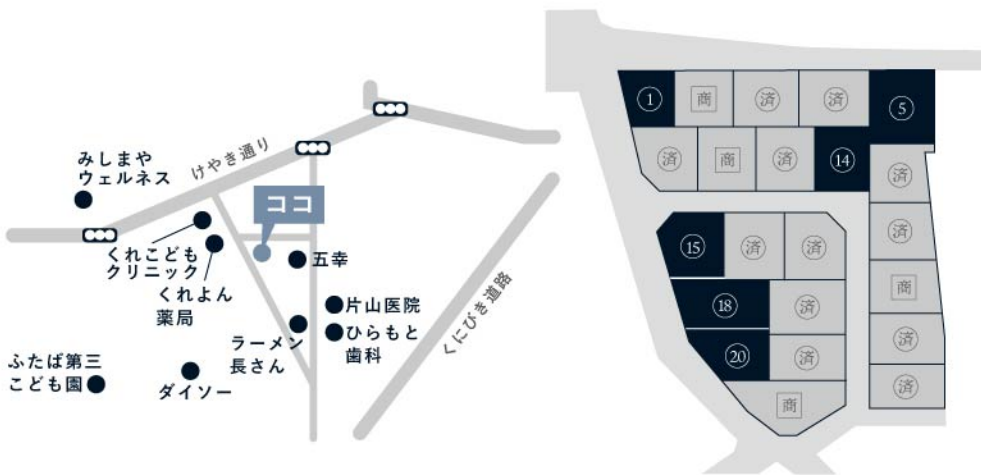 けやき通り
みしまや
ウェルネス
ココ
くれこども
クリニック
五幸
くれよん
薬局
片山医院
ラーメン
長さん
ひらもと
歯科
くにびき道路
ふたば第三
こども園
ダイソー
① 商 済 済 ⑤
済 商 済 ⑭ 済
済
⑮ 済 済
商
⑱ 済
済
⑳ 済
済
商